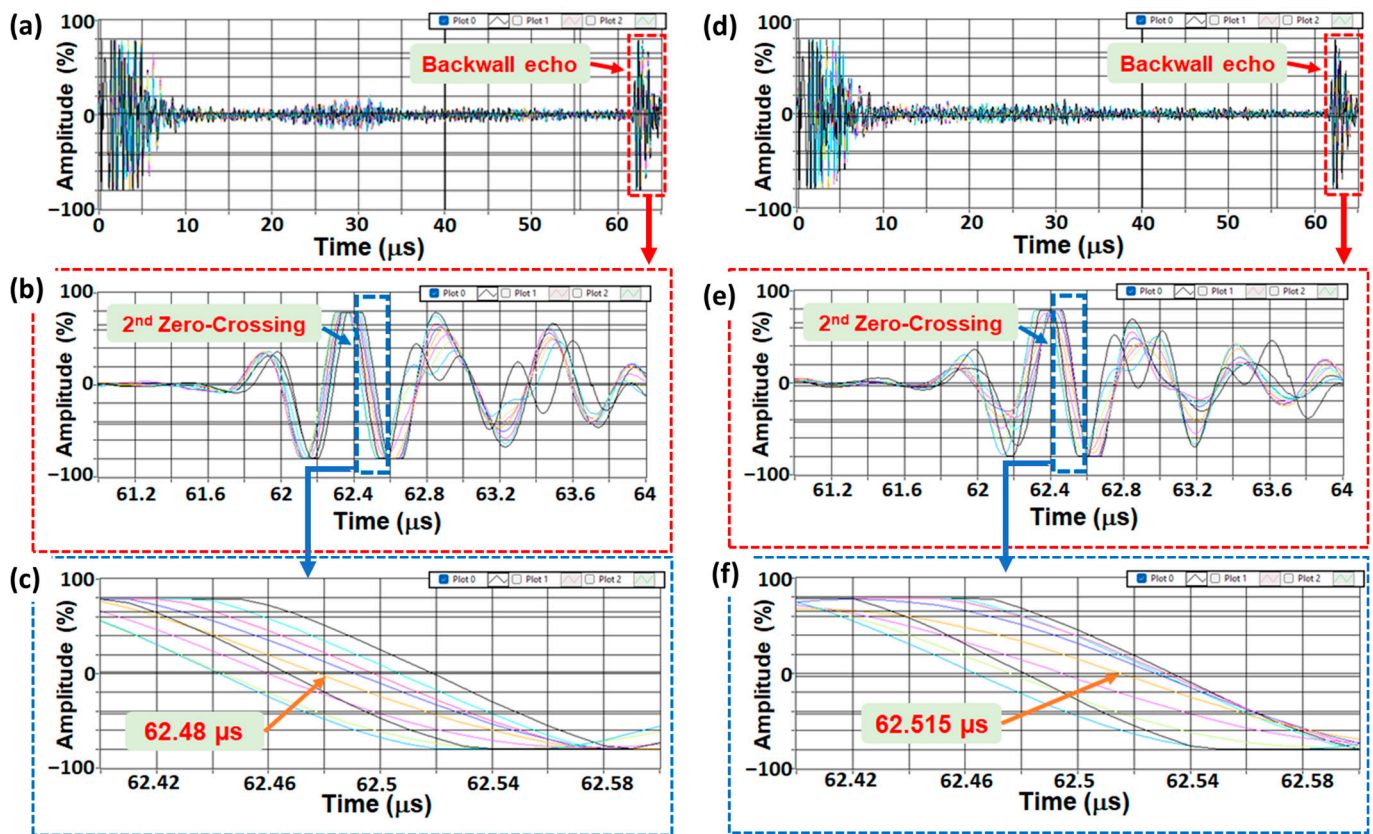 (a)
Plot 0 Plot 1 Plot 2
100
0
−100
Amplitude (%)
Backwall echo
0 10 20 30 40 50 60
Time (μs)
(b)
Plot 0 Plot 1 Plot 2
100
0
−100
Amplitude (%)
2nd Zero-Crossing
61.2 61.6 62 62.4 62.8 63.2 63.6 64
Time (μs)
(c)
Plot 0 Plot 1 Plot 2
100
0
−100
Amplitude (%)
62.48 μs
62.42 62.46 62.5 62.54 62.58
Time (μs)
(d)
Plot 0 Plot 1 Plot 2
100
0
−100
Amplitude (%)
Backwall echo
0 10 20 30 40 50 60
Time (μs)
(e)
Plot 0 Plot 1 Plot 2
100
0
−100
Amplitude (%)
2nd Zero-Crossing
61.2 61.6 62 62.4 62.8 63.2 63.6 64
Time (μs)
(f)
Plot 0 Plot 1 Plot 2
100
0
−100
Amplitude (%)
62.515 μs
62.42 62.46 62.5 62.54 62.58
Time (μs)